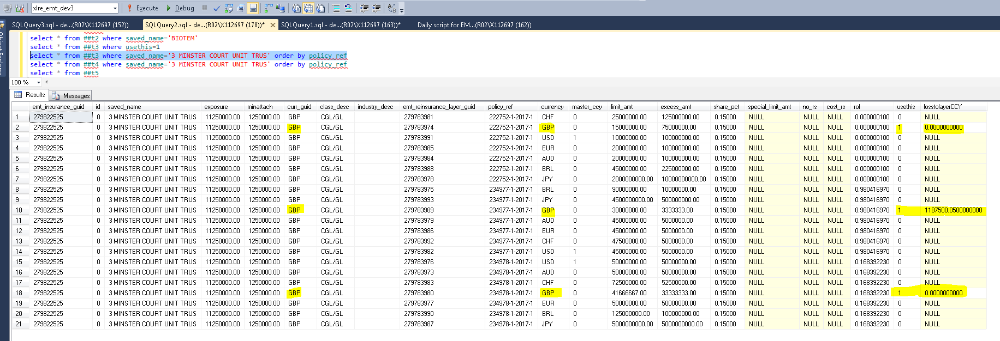 xlre_emt_dev3 Execute Debug
SQLQuery3.sql - de...(R02\X112697 (152)) SQLQuery2.sql - de...(R02\X112697 (178))* SQLQuery1.sql - de...(R02\X112697 (163))* Daily script for EM...(R02\X112697 (162))
Object Explorer
select * from ##t2 where saved_name='BIOTEM'
select * from ##t3 where usethis=1
select * from ##t3 where saved_name='3 MINSTER COURT UNIT TRUS' order by policy_ref
select * from ##t4 where saved_name='3 MINSTER COURT UNIT TRUS' order by policy_ref
select * from ##t5
100 %
Results Messages
emt_insurance_guid id saved_name exposure minattach curr_guid class_desc industry_desc emt_reinsurance_layer_guid policy_ref currency master_ccy limit_amt excess_amt share_pct special_limit_amt no_rs cost_rs rol usethis losstolayerCCY
1 279822525 0 3 MINSTER COURT UNIT TRUS 11250000.00 1250000.00 GBP CGL/GL 279783981 222752-1-2017-1 CHF 0 25000000.00 125000000.00 0.15000 NULL NULL NULL 0.000000100 0 NULL
2 279822525 0 3 MINSTER COURT UNIT TRUS 11250000.00 1250000.00 GBP CGL/GL 279783974 222752-1-2017-1 GBP 0 15000000.00 75000000.00 0.15000 NULL NULL NULL 0.000000100 1 0.0000000000
3 279822525 0 3 MINSTER COURT UNIT TRUS 11250000.00 1250000.00 GBP CGL/GL 279783991 222752-1-2017-1 USD 1 10000000.00 100000000.00 0.15000 NULL NULL NULL 0.000000100 0 NULL
4 279822525 0 3 MINSTER COURT UNIT TRUS 11250000.00 1250000.00 GBP CGL/GL 279783985 222752-1-2017-1 EUR 0 20000000.00 100000000.00 0.15000 NULL NULL NULL 0.000000100 0 NULL
5 279822525 0 3 MINSTER COURT UNIT TRUS 11250000.00 1250000.00 GBP CGL/GL 279783984 222752-1-2017-1 AUD 0 20000000.00 100000000.00 0.15000 NULL NULL NULL 0.000000100 0 NULL
6 279822525 0 3 MINSTER COURT UNIT TRUS 11250000.00 1250000.00 GBP CGL/GL 279783988 222752-1-2017-1 BRL 0 45000000.00 225000000.00 0.15000 NULL NULL NULL 0.000000100 0 NULL
7 279822525 0 3 MINSTER COURT UNIT TRUS 11250000.00 1250000.00 GBP CGL/GL 279783978 222752-1-2017-1 JPY 0 2000000000.00 10000000000.00 0.15000 NULL NULL NULL 0.000000100 0 NULL
8 279822525 0 3 MINSTER COURT UNIT TRUS 11250000.00 1250000.00 GBP CGL/GL 279783975 234977-1-2017-1 BRL 0 90000000.00 10000000.00 0.15000 NULL NULL NULL 0.980416970 0 NULL
9 279822525 0 3 MINSTER COURT UNIT TRUS 11250000.00 1250000.00 GBP CGL/GL 279783993 234977-1-2017-1 JPY 0 4500000000.00 500000000.00 0.15000 NULL NULL NULL 0.980416970 0 NULL
10 279822525 0 3 MINSTER COURT UNIT TRUS 11250000.00 1250000.00 GBP CGL/GL 279783989 234977-1-2017-1 GBP 0 30000000.00 3333333.00 0.15000 NULL NULL NULL 0.980416970 1 1187500.0500000000
11 279822525 0 3 MINSTER COURT UNIT TRUS 11250000.00 1250000.00 GBP CGL/GL 279783979 234977-1-2017-1 AUD 0 45000000.00 5000000.00 0.15000 NULL NULL NULL 0.980416970 0 NULL
12 279822525 0 3 MINSTER COURT UNIT TRUS 11250000.00 1250000.00 GBP CGL/GL 279783986 234977-1-2017-1 EUR 0 45000000.00 5000000.00 0.15000 NULL NULL NULL 0.980416970 0 NULL
13 279822525 0 3 MINSTER COURT UNIT TRUS 11250000.00 1250000.00 GBP CGL/GL 279783992 234977-1-2017-1 CHF 0 47500000.00 5000000.00 0.15000 NULL NULL NULL 0.980416970 0 NULL
14 279822525 0 3 MINSTER COURT UNIT TRUS 11250000.00 1250000.00 GBP CGL/GL 279783982 234977-1-2017-1 USD 1 45000000.00 5000000.00 0.15000 NULL NULL NULL 0.980416970 0 NULL
15 279822525 0 3 MINSTER COURT UNIT TRUS 11250000.00 1250000.00 GBP CGL/GL 279783976 234978-1-2017-1 USD 1 50000000.00 50000000.00 0.15000 NULL NULL NULL 0.168392230 0 NULL
16 279822525 0 3 MINSTER COURT UNIT TRUS 11250000.00 1250000.00 GBP CGL/GL 279783973 234978-1-2017-1 AUD 0 50000000.00 50000000.00 0.15000 NULL NULL NULL 0.168392230 0 NULL
17 279822525 0 3 MINSTER COURT UNIT TRUS 11250000.00 1250000.00 GBP CGL/GL 279783983 234978-1-2017-1 CHF 0 72500000.00 52500000.00 0.15000 NULL NULL NULL 0.168392230 0 NULL
18 279822525 0 3 MINSTER COURT UNIT TRUS 11250000.00 1250000.00 GBP CGL/GL 279783980 234978-1-2017-1 GBP 0 41666667.00 33333333.00 0.15000 NULL NULL NULL 0.168392230 1 0.0000000000
19 279822525 0 3 MINSTER COURT UNIT TRUS 11250000.00 1250000.00 GBP CGL/GL 279783977 234978-1-2017-1 EUR 0 50000000.00 50000000.00 0.15000 NULL NULL NULL 0.168392230 0 NULL
20 279822525 0 3 MINSTER COURT UNIT TRUS 11250000.00 1250000.00 GBP CGL/GL 279783990 234978-1-2017-1 BRL 0 125000000.00 100000000.00 0.15000 NULL NULL NULL 0.168392230 0 NULL
21 279822525 0 3 MINSTER COURT UNIT TRUS 11250000.00 1250000.00 GBP CGL/GL 279783987 234978-1-2017-1 JPY 0 5000000000.00 5000000000.00 0.15000 NULL NULL NULL 0.168392230 0 NULL